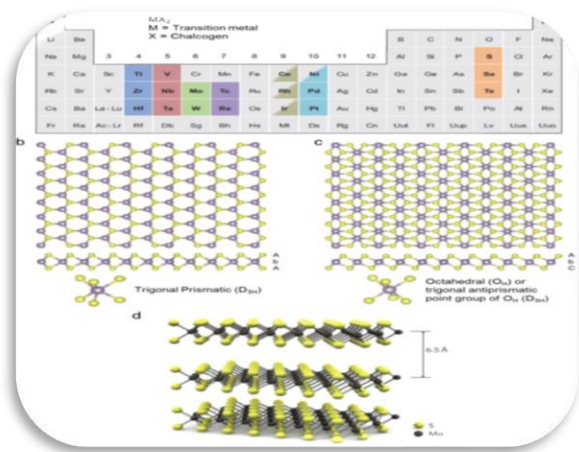 MX2
M = Transition metal
X = Chalcogen
Li Be B C N O F Ne
Na Mg 3 4 5 6 7 8 9 10 11 12 Al Si P S Cl Ar
K Ca Sc Ti V Cr Mn Fe Co Ni Cu Zn Ga Ge As Se Br Kr
Rb Sr Y Zr Nb Mo Tc Ru Rh Pd Ag Cd In Sn Sb Te I Xe
Cs Ba La - Lu Hf Ta W Re Os Ir Pt Au Hg Tl Pb Bi Po At Rn
Fr Ra Ac - Lr Rf Db Sg Bh Hs Mt Ds Rg Cn Uut Fl Uup Lv Uus Uuo
b
A
b
A
Trigonal Prismatic (D3H)
c
A
b
C
Octahedral (OH) or
trigonal antiprismatic
point group of OH (D3H)
d
6.5 Å
S
Mo